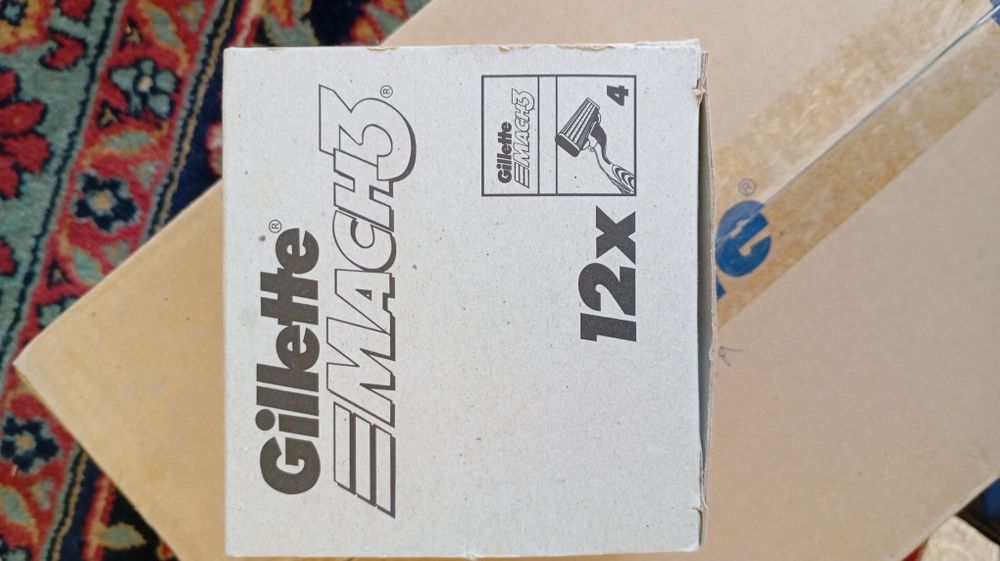 Gillette®
MACH3®
12x
Gillette
MACH3
4